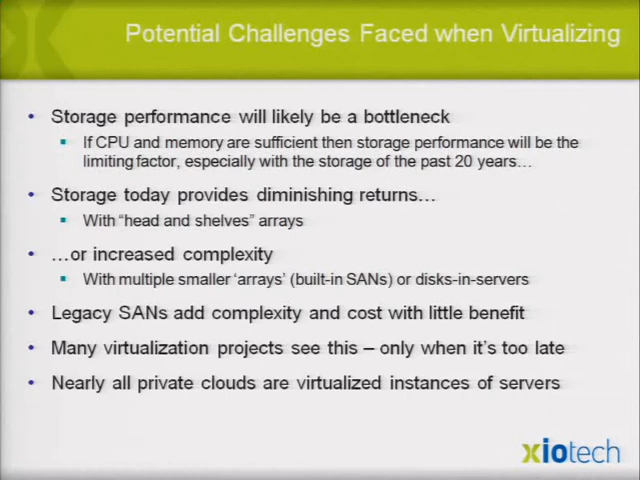 Potential Challenges Faced when Virtualizing
• Storage performance will likely be a bottleneck
▪ If CPU and memory are sufficient then storage performance will be the
limiting factor, especially with the storage of the past 20 years…
• Storage today provides diminishing returns…
▪ With “head and shelves” arrays
• …or increased complexity
▪ With multiple smaller ‘arrays’ (built-in SANs) or disks-in-servers
• Legacy SANs add complexity and cost with little benefit
• Many virtualization projects see this – only when it’s too late
• Nearly all private clouds are virtualized instances of servers
xiotech